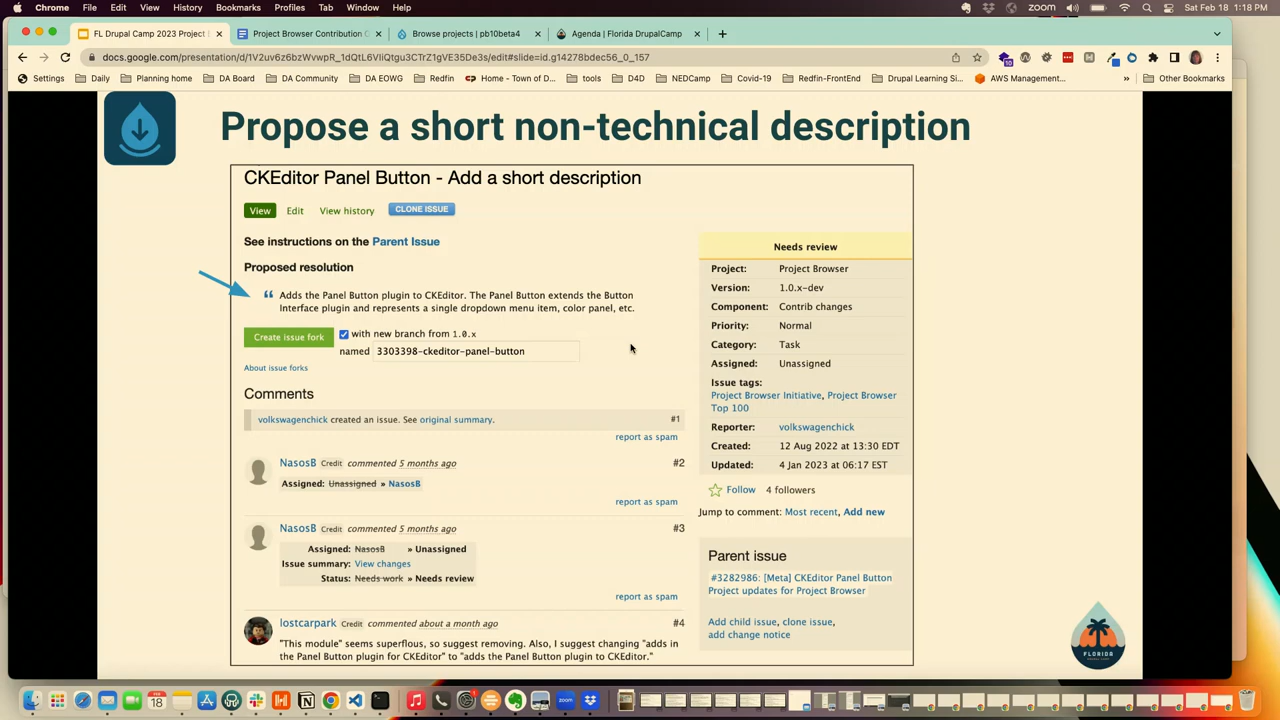 Chrome File Edit View History Bookmarks Profiles Tab Window Help zoom Sat Feb 18 1:18 PM
FL Drupal Camp 2023 Project Project Browser Contribution Browse projects | pb10beta4 Agenda | Florida DrupalCamp
Settings Daily Planning home DA Board DA Community DA EOWG Redfin Home - Town of D... tools D4D NEDCamp Covid-19 Redfin-FrontEnd Drupal Learning Si... AWS Management... Other Bookmarks
Propose a short non-technical description
CKEditor Panel Button - Add a short description
View Edit View history CLONE ISSUE
See instructions on the Parent Issue
Proposed resolution
Adds the Panel Button plugin to CKEditor. The Panel Button extends the Button
Interface plugin and represents a single dropdown menu item, color panel, etc.
Create issue fork with new branch from 1.0.x
named 3303398-ckeditor-panel-button
About issue forks
Comments
volkswagenchick created an issue. See original summary. #1
report as spam
NasosB Credit commented 5 months ago #2
Assigned: Unassigned » NasosB
report as spam
NasosB Credit commented 5 months ago #3
Assigned: NasosB » Unassigned
Issue summary: View changes
Status: Needs work » Needs review
report as spam
lostcarpark Credit commented about a month ago #4
"This module" seems superflous, so suggest removing. Also, I suggest changing "adds in
the Panel Button plugin for CKEditor" to "adds the Panel Button plugin to CKEditor."
Needs review
Project: Project Browser
Version: 1.0.x-dev
Component: Contrib changes
Priority: Normal
Category: Task
Assigned: Unassigned
Issue tags:
Project Browser Initiative, Project Browser
Top 100
Reporter: volkswagenchick
Created: 12 Aug 2022 at 13:30 EDT
Updated: 4 Jan 2023 at 06:17 EST
Follow 4 followers
Jump to comment: Most recent, Add new
Parent issue
#3282986: [Meta] CKEditor Panel Button
Project updates for Project Browser
Add child issue, clone issue,
add change notice
FLORIDA